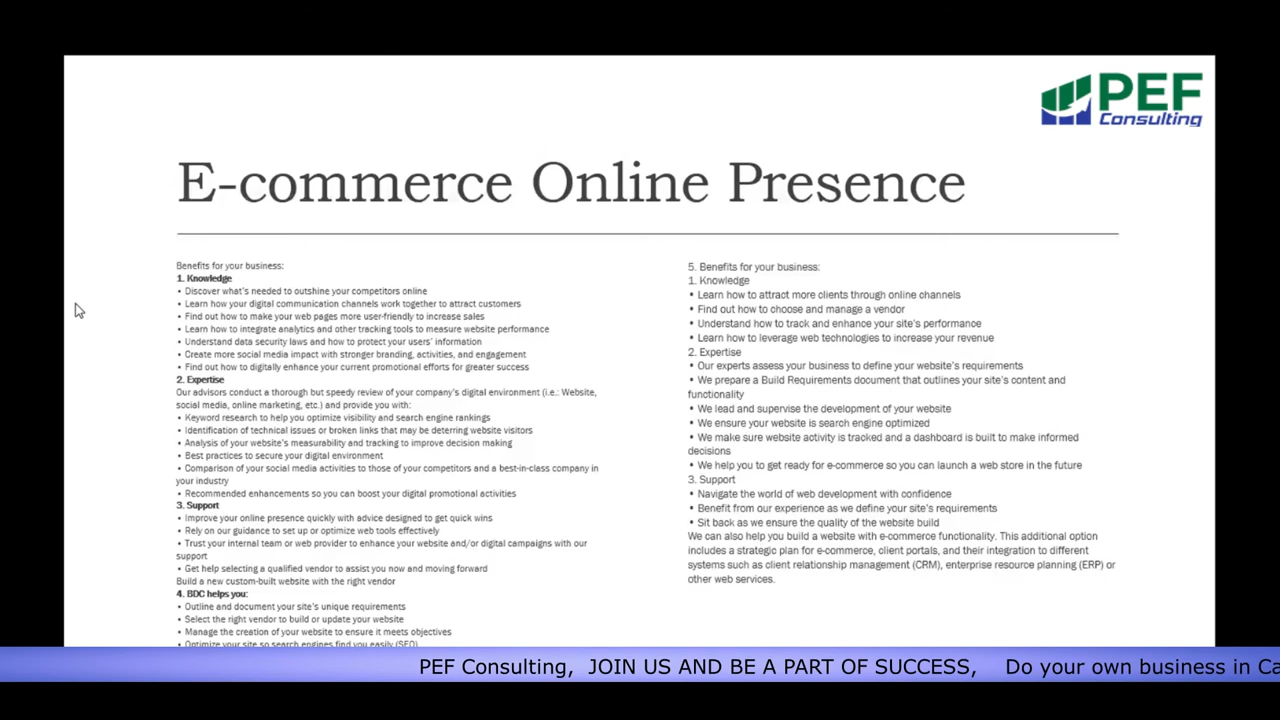 PEF
Consulting
E-commerce Online Presence
Benefits for your business:
1. Knowledge
• Discover what's needed to outshine your competitors online
• Learn how your digital communication channels work together to attract customers
• Find out how to make your web pages more user-friendly to increase sales
• Learn how to integrate analytics and other tracking tools to measure website performance
• Understand data security laws and how to protect your users' information
• Create more social media impact with stronger branding, activities, and engagement
• Find out how to digitally enhance your current promotional efforts for greater success
2. Expertise
Our advisors conduct a thorough but speedy review of your company's digital environment (i.e.: Website,
social media, online marketing, etc.) and provide you with:
• Keyword research to help you optimize visibility and search engine rankings
• Identification of technical issues or broken links that may be deterring website visitors
• Analysis of your website's measurability and tracking to improve decision making
• Best practices to secure your digital environment
• Comparison of your social media activities to those of your competitors and a best-in-class company in
your industry
• Recommended enhancements so you can boost your digital promotional activities
3. Support
• Improve your online presence quickly with advice designed to get quick wins
• Rely on our guidance to set up or optimize web tools effectively
• Trust your internal team or web provider to enhance your website and/or digital campaigns with our
support
• Get help selecting a qualified vendor to assist you now and moving forward
Build a new custom-built website with the right vendor
4. BDC helps you:
• Outline and document your site's unique requirements
• Select the right vendor to build or update your website
• Manage the creation of your website to ensure it meets objectives
• Optimize your site so search engines find you easily (SEO)
5. Benefits for your business:
1. Knowledge
• Learn how to attract more clients through online channels
• Find out how to choose and manage a vendor
• Understand how to track and enhance your site's performance
• Learn how to leverage web technologies to increase your revenue
2. Expertise
• Our experts assess your business to define your website's requirements
• We prepare a Build Requirements document that outlines your site's content and
functionality
• We lead and supervise the development of your website
• We ensure your website is search engine optimized
• We make sure website activity is tracked and a dashboard is built to make informed
decisions
• We help you to get ready for e-commerce so you can launch a web store in the future
3. Support
• Navigate the world of web development with confidence
• Benefit from our experience as we define your site's requirements
• Sit back as we ensure the quality of the website build
We can also help you build a website with e-commerce functionality. This additional option
includes a strategic plan for e-commerce, client portals, and their integration to different
systems such as client relationship management (CRM), enterprise resource planning (ERP) or
other web services.
PEF Consulting, JOIN US AND BE A PART OF SUCCESS, Do your own business in Ca